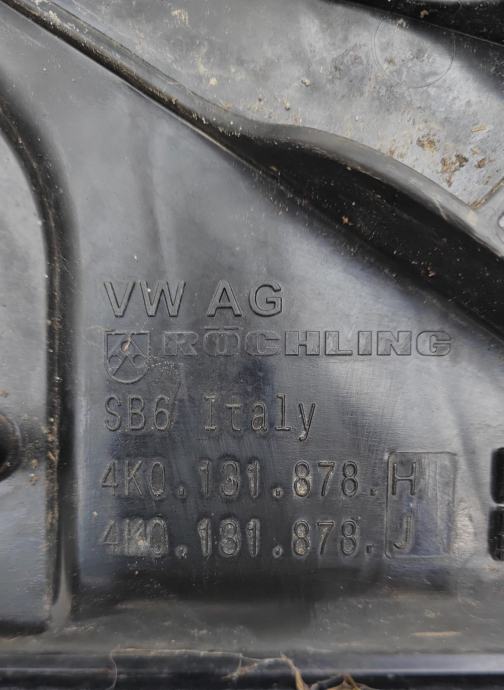 VW AG
RÖCHLING
SB6 Italy
4K0.131.878.H
4K0.131.878.J